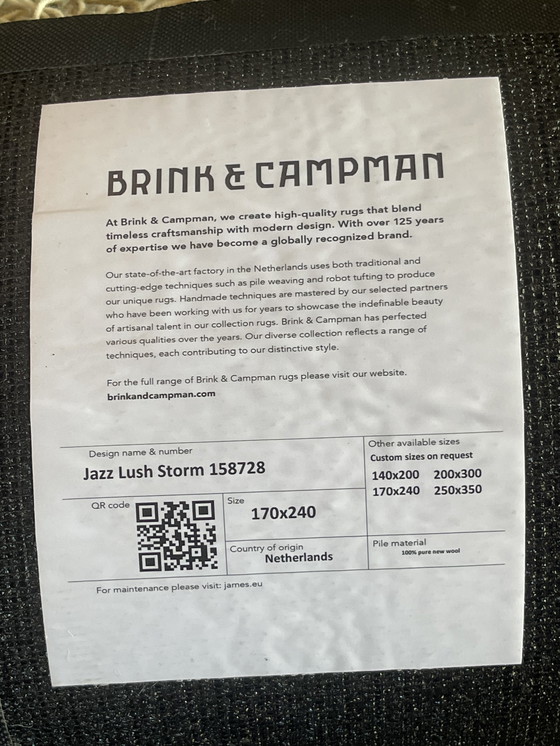 BRINK & CAMPMAN
At Brink & Campman, we create high-quality rugs that blend
timeless craftsmanship with modern design. With over 125 years
of expertise we have become a globally recognized brand.
Our state-of-the-art factory in the Netherlands uses both traditional and
cutting-edge techniques such as pile weaving and robot tufting to produce
our unique rugs. Handmade techniques are mastered by our selected partners
who have been working with us for years to showcase the indefinable beauty
of artisanal talent in our collection rugs. Brink & Campman has perfected
various qualities over the years. Our diverse collection reflects a range of
techniques, each contributing to our distinctive style.
For the full range of Brink & Campman rugs please visit our website.
brinkandcampman.com
Design name & number
Jazz Lush Storm 158728
Other available sizes
Custom sizes on request
140x200 200x300
170x240 250x350
QR code
Size
170x240
Country of origin
Netherlands
Pile material
100% pure new wool
For maintenance please visit: james.eu